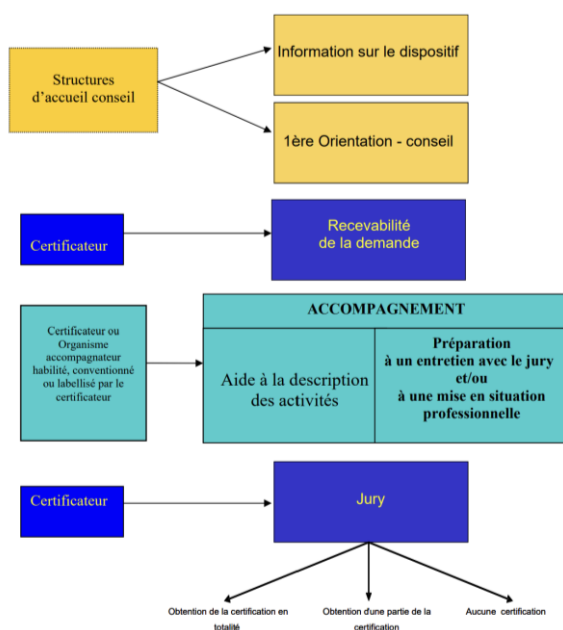 Structures
d'accueil conseil
Information sur le dispositif
1ère Orientation - conseil
Certificateur
Recevabilité
de la demande
Certificateur ou
Organisme
accompagnateur
habilité, conventionné
ou labellisé par le
certificateur
ACCOMPAGNEMENT
Aide à la description
des activités
Préparation
à un entretien avec le jury
et/ou
à une mise en situation
professionnelle
Certificateur
Jury
Obtention de la certification en
totalité
Obtention d'une partie de la
certification
Aucune certification